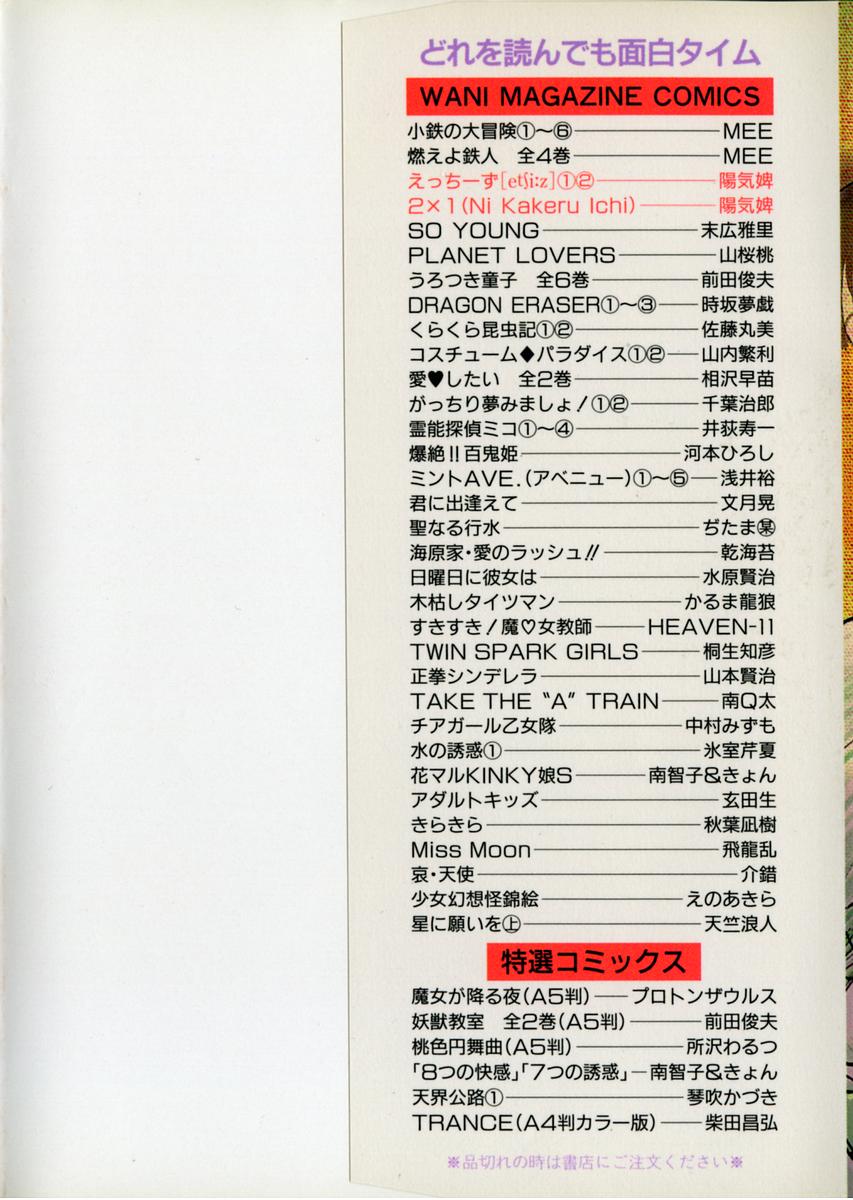 どれを読んでも面白タイム
WANI MAGAZINE COMICS
小鉄の大冒険①〜⑥――MEE
燃えよ鉄人　全4巻――MEE
えっちーず[etʃi:z]①②――陽気婢
2×1(Ni Kakeru Ichi)――陽気婢
SO YOUNG――末広雅里
PLANET LOVERS――山桜桃
うろつき童子　全6巻――前田俊夫
DRAGON ERASER①〜③――時坂夢戯
くらくら昆虫記①②――佐藤丸美
コスチューム◆パラダイス①②――山内繁利
愛♥したい　全2巻――相沢早苗
がっちり夢みましょ！①②――千葉治郎
霊能探偵ミコ①〜④――井荻寿一
爆絶!!百鬼姫――河本ひろし
ミントAVE.(アベニュー)①〜⑤――浅井裕
君に出逢えて――文月晃
聖なる行水――ぢたま㋱
海原家・愛のラッシュ!!――乾海苔
日曜日に彼女は――水原賢治
木枯しタイツマン――かるま龍狼
すきすき！魔♡女教師――HEAVEN-11
TWIN SPARK GIRLS――桐生知彦
正拳シンデレラ――山本賢治
TAKE THE “A” TRAIN――南Q太
チアガール乙女隊――中村みずも
水の誘惑①――氷室芹夏
花マルKINKY娘S――南智子&きょん
アダルトキッズ――玄田生
きらきら――秋葉凪樹
Miss Moon――飛龍乱
哀・天使――介錯
少女幻想怪錦絵――えのあきら
星に願いを㊤――天竺浪人
特選コミックス
魔女が降る夜(A5判)――プロトンザウルス
妖獣教室　全2巻(A5判)――前田俊夫
桃色円舞曲(A5判)――所沢わるつ
「8つの快感」「7つの誘惑」―南智子&きょん
天界公路①――琴吹かづき
TRANCE(A4判カラー版)――柴田昌弘
※品切れの時は書店にご注文ください※